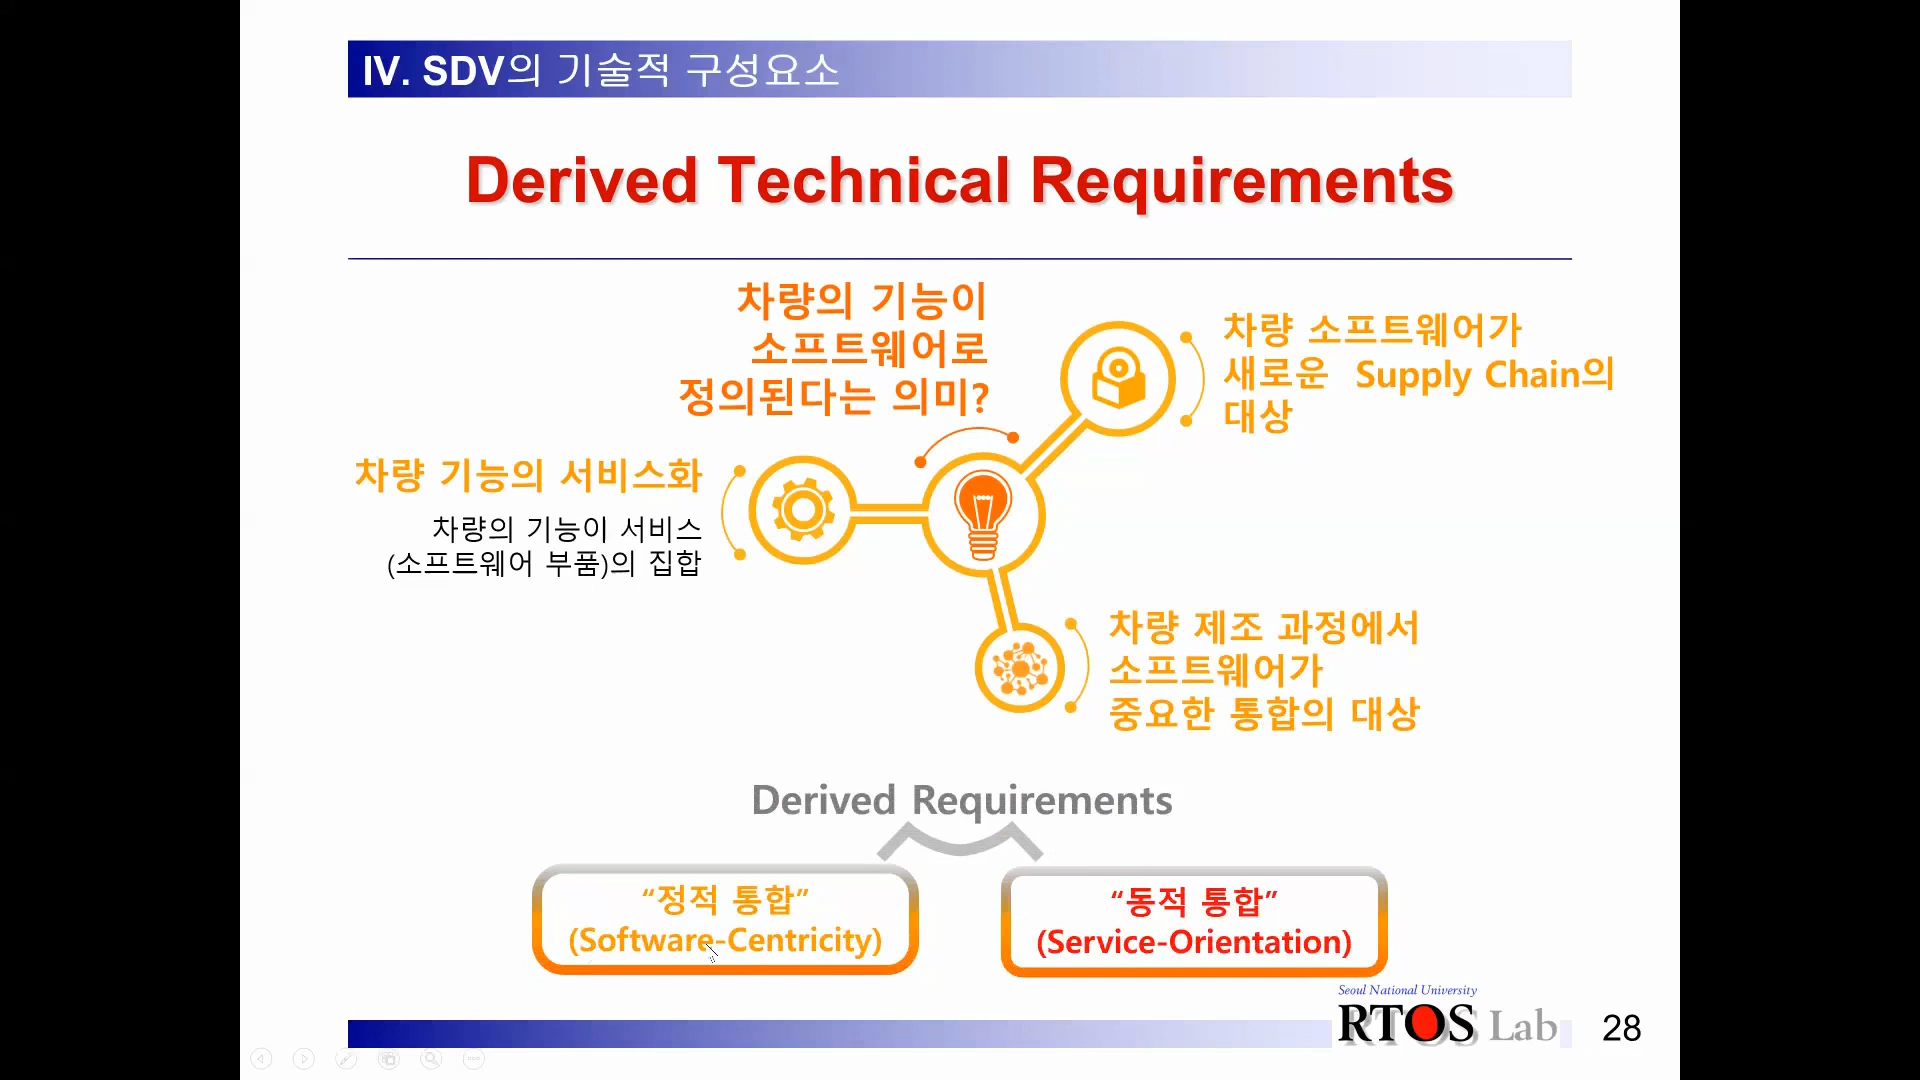 IV. SDV의 기술적 구성요소
Derived Technical Requirements
차량의 기능이
소프트웨어로
정의된다는 의미?
차량 소프트웨어가
새로운 Supply Chain의
대상
차량 기능의 서비스화
차량의 기능이 서비스
(소프트웨어 부품)의 집합
차량 제조 과정에서
소프트웨어가
중요한 통합의 대상
Derived Requirements
“정적 통합”
(Software-Centricity)
“동적 통합”
(Service-Orientation)
Seoul National University
RTOS Lab
28